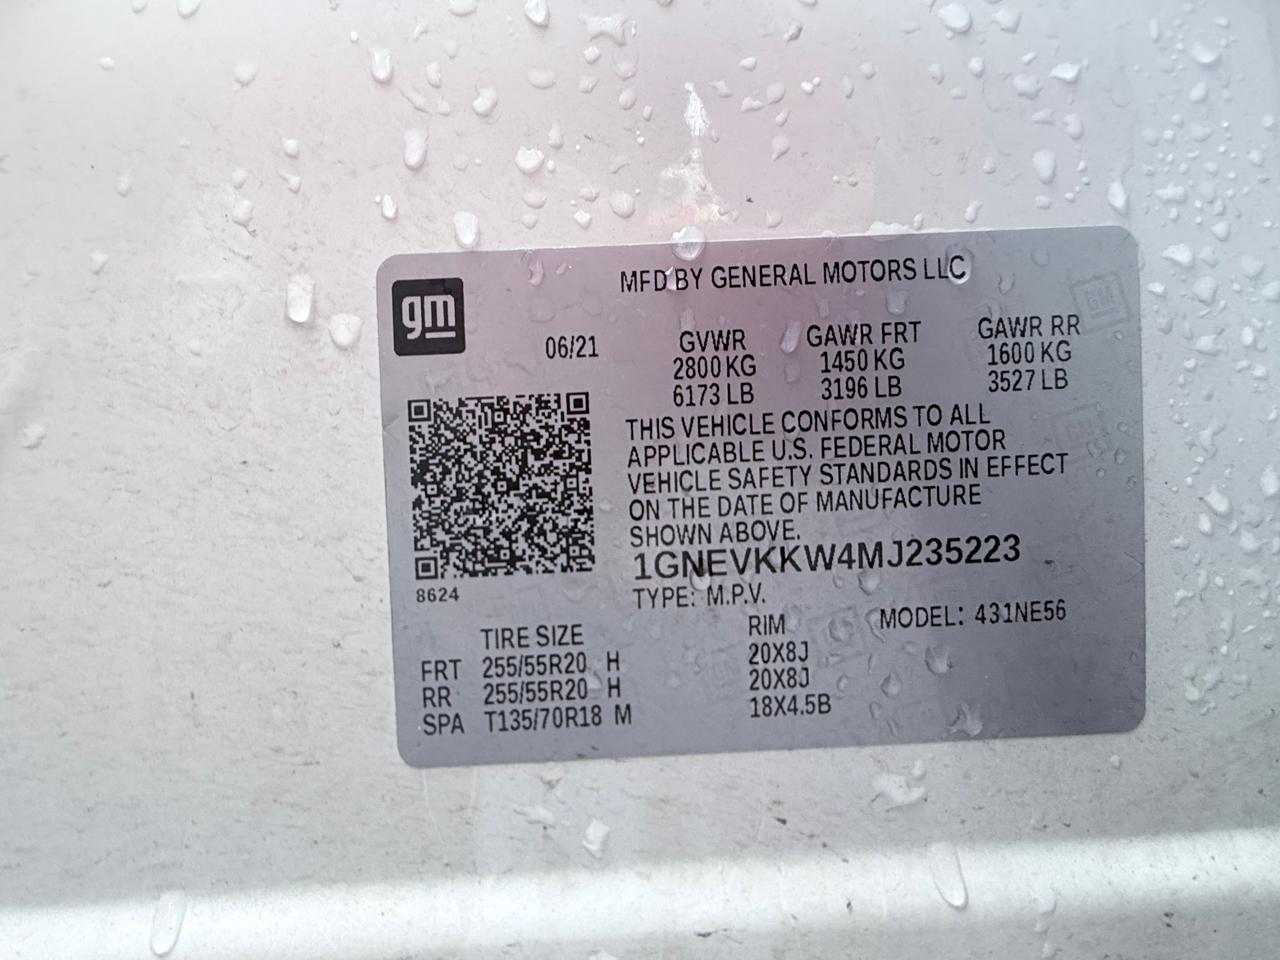 MFD BY GENERAL MOTORS LLC
gm
06/21
GVWR GAWR FRT GAWR RR
2800 KG 1450 KG 1600 KG
6173 LB 3196 LB 3527 LB
THIS VEHICLE CONFORMS TO ALL
APPLICABLE U.S. FEDERAL MOTOR
VEHICLE SAFETY STANDARDS IN EFFECT
ON THE DATE OF MANUFACTURE
SHOWN ABOVE.
1GNEVKKW4MJ235223
8624
TYPE: M.P.V.
MODEL: 431NE56
TIRE SIZE RIM
FRT 255/55R20 H 20X8J
RR 255/55R20 H 20X8J
SPA T135/70R18 M 18X4.5B